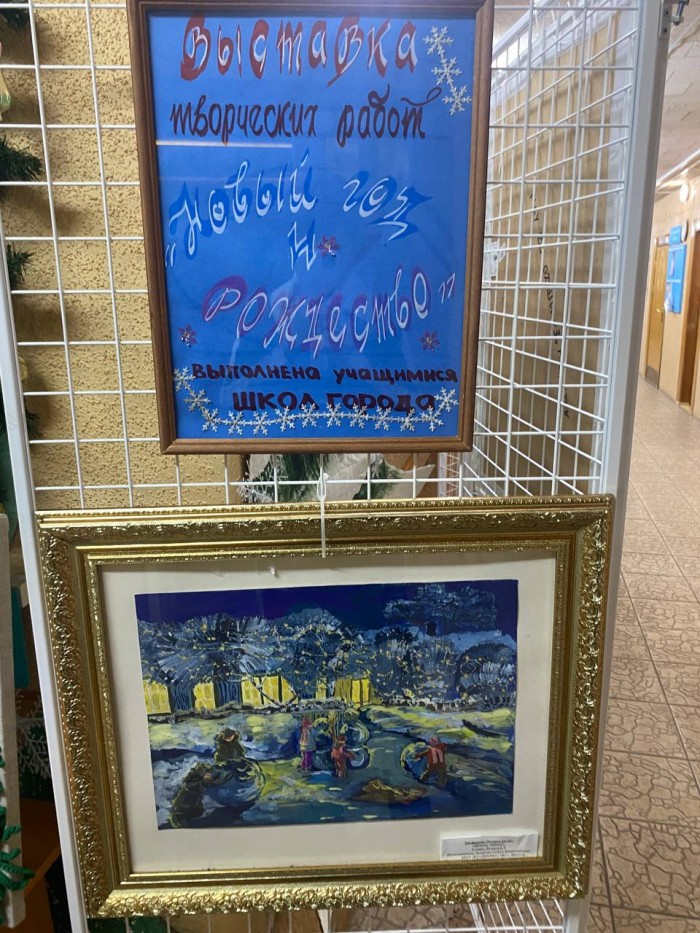 Выставка
творческих работ
„Новый год
и
Рождество"
выполнена учащимися
школ города